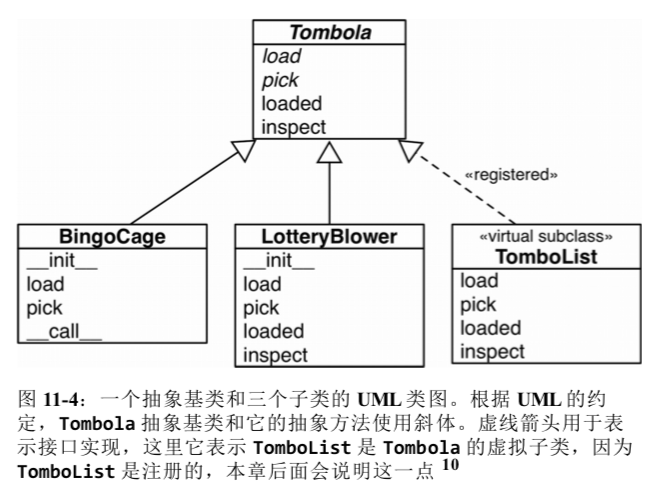 Tombola
load
pick
loaded
inspect
«registered»
BingoCage
__init__
load
pick
__call__
LotteryBlower
__init__
load
pick
loaded
inspect
«virtual subclass»
TomboList
load
pick
loaded
inspect
图 11-4：一个抽象基类和三个子类的 UML 类图。根据 UML 的约
定，Tombola 抽象基类和它的抽象方法使用斜体。虚线箭头用于表
示接口实现，这里它表示 TomboList 是 Tombola 的虚拟子类，因为
TomboList 是注册的，本章后面会说明这一点 10